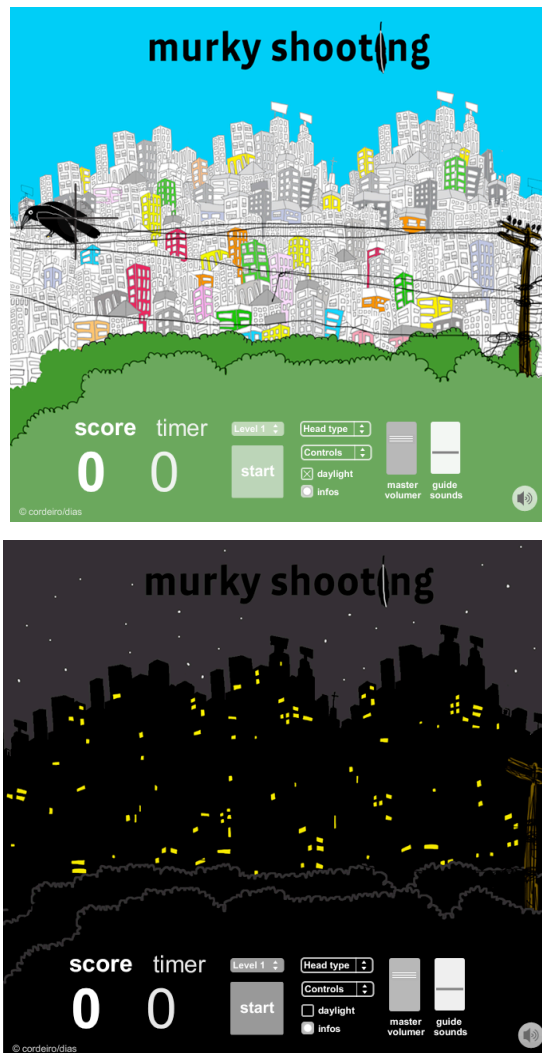 murky shooting
score timer
0 0
Level 1
start
Head type
Controls
daylight
infos
master
volumer
guide
sounds
© cordeiro/dias
murky shooting
score timer
0 0
Level 1
start
Head type
Controls
daylight
infos
master
volumer
guide
sounds
© cordeiro/dias